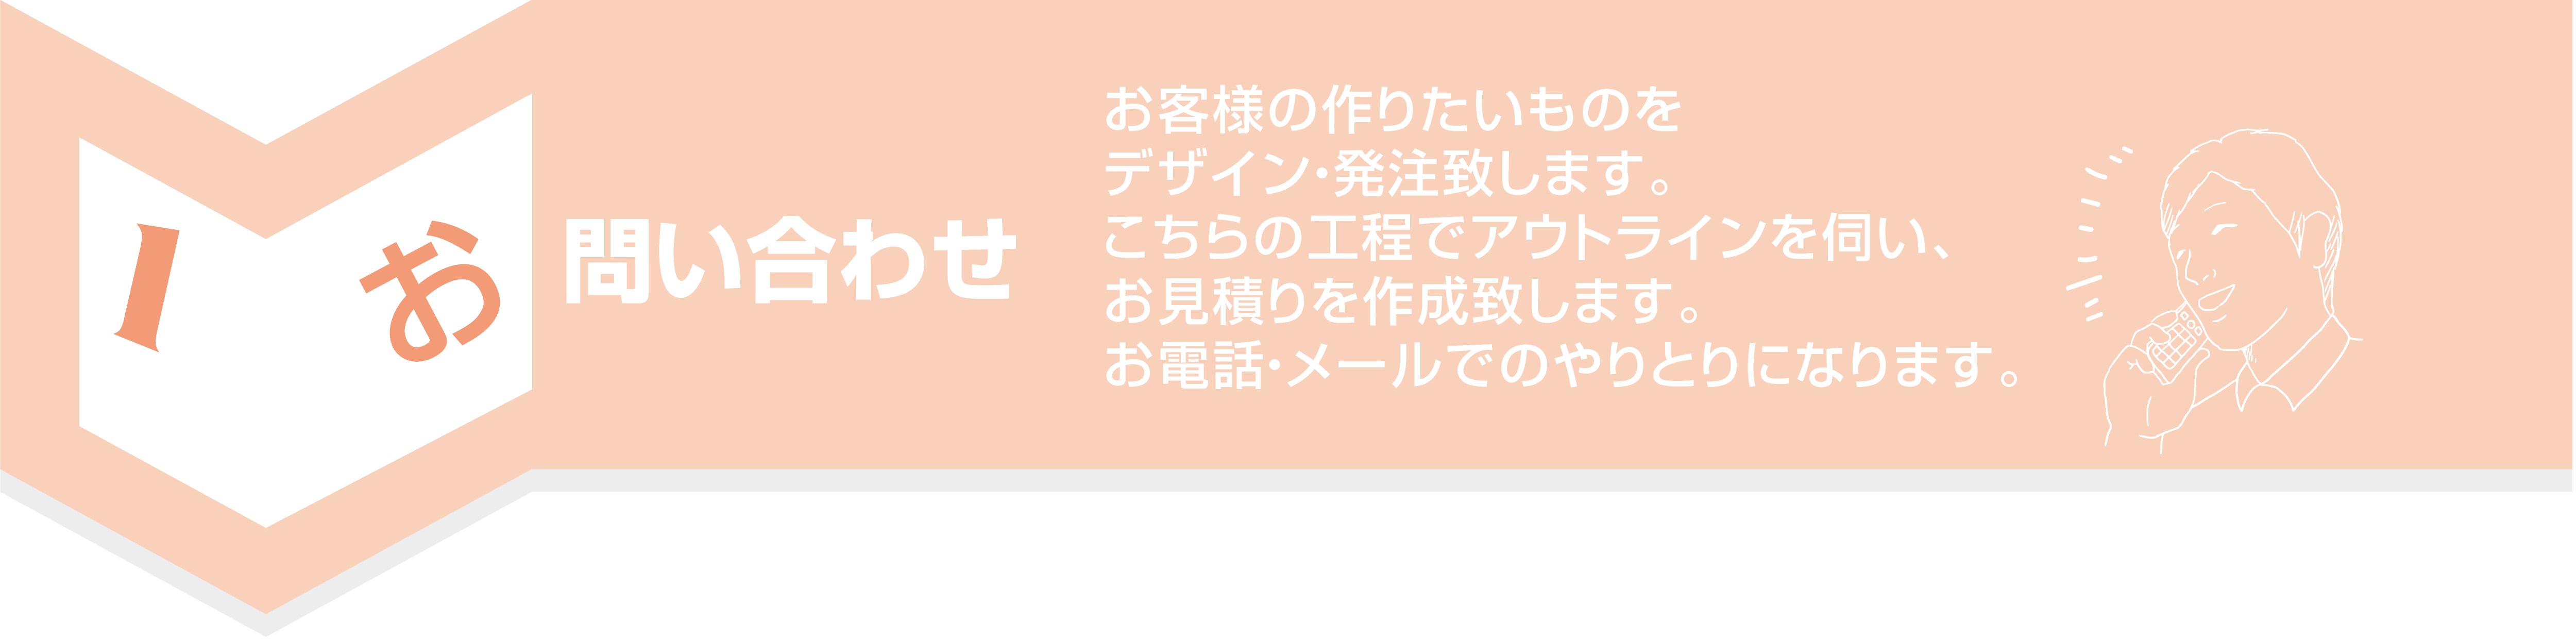 1
お問い合わせ
お客様の作りたいものを
デザイン・発注致します。
こちらの工程でアウトラインを伺い、
お見積りを作成致します。
お電話・メールでのやりとりになります。